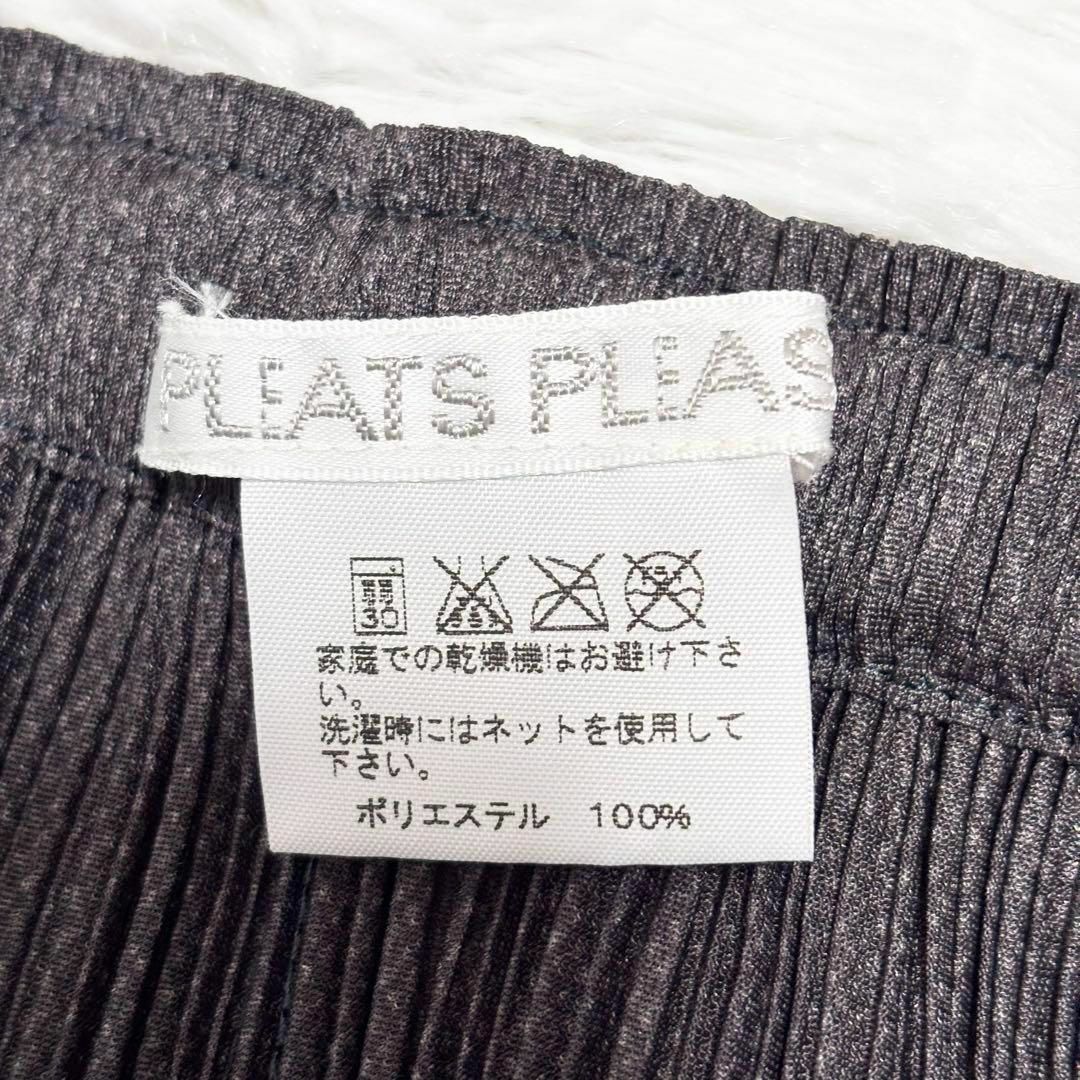 PLEATS PLEAS
30
家庭での乾燥機はお避け下さ
い。
洗濯時にはネットを使用して
下さい。
ポリエステル 100%